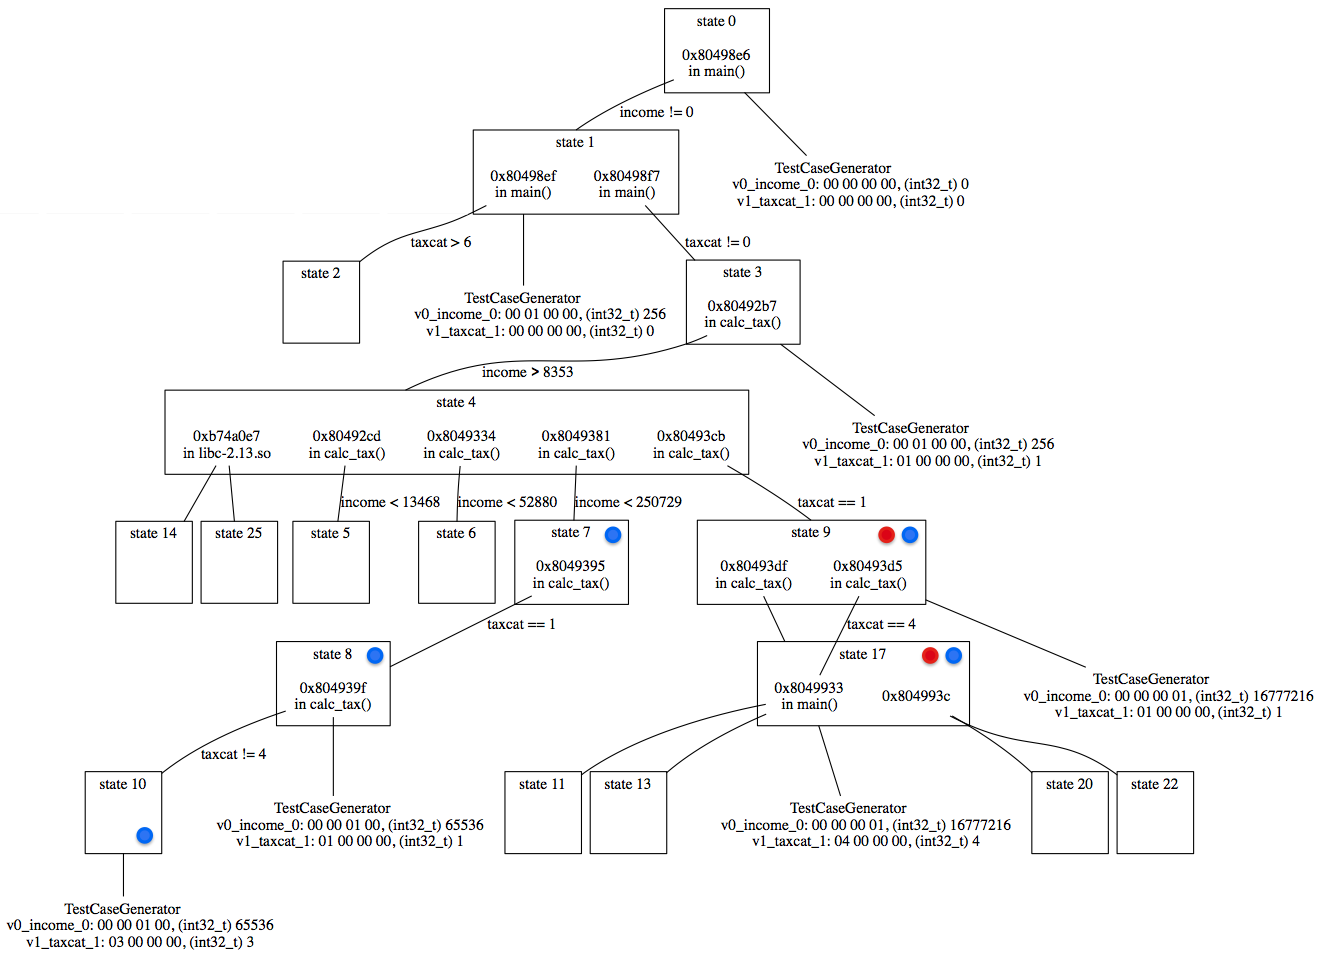 state 0
0x80498e6
in main()
income != 0
state 1
0x80498ef
in main()
0x80498f7
in main()
TestCaseGenerator
v0_income_0: 00 00 00 00, (int32_t) 0
v1_taxcat_1: 00 00 00 00, (int32_t) 0
taxcat > 6
taxcat != 0
state 2
TestCaseGenerator
v0_income_0: 00 01 00 00, (int32_t) 256
v1_taxcat_1: 00 00 00 00, (int32_t) 0
state 3
0x80492b7
in calc_tax()
income > 8353
state 4
0xb74a0e7
in libc-2.13.so
0x80492cd
in calc_tax()
0x8049334
in calc_tax()
0x8049381
in calc_tax()
0x80493cb
in calc_tax()
TestCaseGenerator
v0_income_0: 00 01 00 00, (int32_t) 256
v1_taxcat_1: 01 00 00 00, (int32_t) 1
income < 13468
income < 52880
income < 250729
taxcat == 1
state 14
state 25
state 5
state 6
state 7
0x8049395
in calc_tax()
state 9
0x80493df
in calc_tax()
0x80493d5
in calc_tax()
taxcat == 1
taxcat == 4
state 8
0x804939f
in calc_tax()
state 17
0x8049933
in main()
0x804993c
TestCaseGenerator
v0_income_0: 00 00 00 01, (int32_t) 16777216
v1_taxcat_1: 01 00 00 00, (int32_t) 1
taxcat != 4
state 10
TestCaseGenerator
v0_income_0: 00 00 01 00, (int32_t) 65536
v1_taxcat_1: 01 00 00 00, (int32_t) 1
state 11
state 13
TestCaseGenerator
v0_income_0: 00 00 00 01, (int32_t) 16777216
v1_taxcat_1: 04 00 00 00, (int32_t) 4
state 20
state 22
TestCaseGenerator
v0_income_0: 00 00 01 00, (int32_t) 65536
v1_taxcat_1: 03 00 00 00, (int32_t) 3